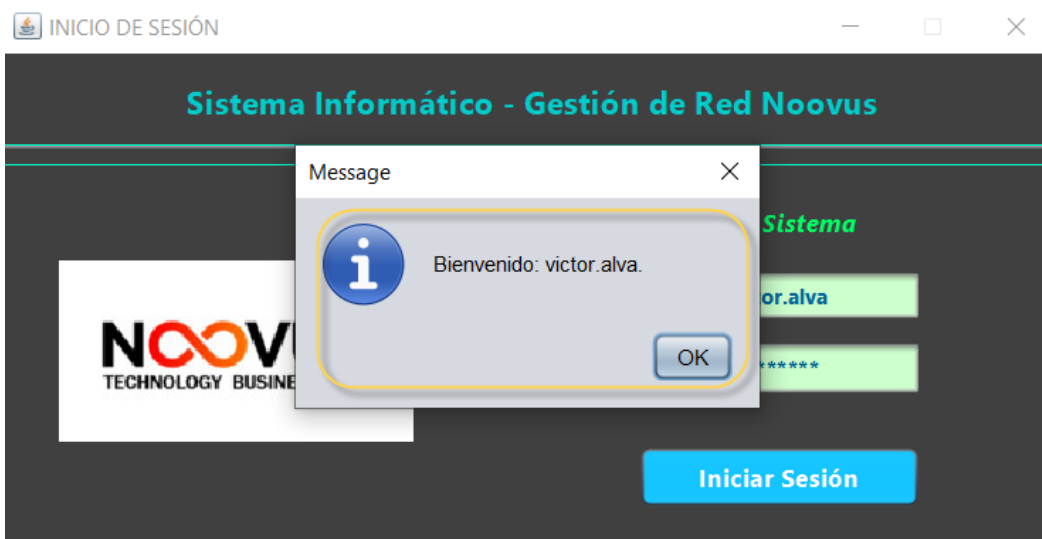 INICIO DE SESIÓN
Sistema Informático - Gestión de Red Noovus
Message
Sistema
Bienvenido: victor.alva.
or.alva
NOOV
TECHNOLOGY BUSINE
OK
******
Iniciar Sesión